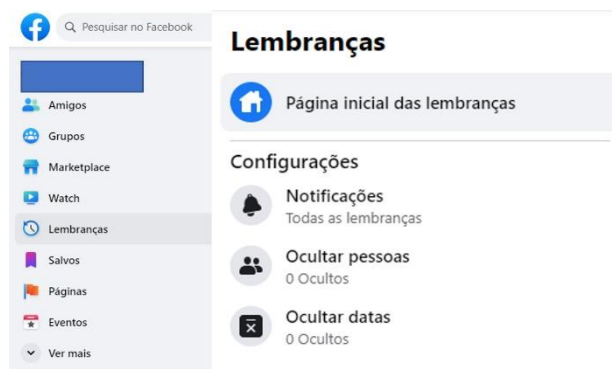 Pesquisar no Facebook
Amigos
Grupos
Marketplace
Watch
Lembranças
Salvos
Páginas
Eventos
Ver mais
Lembranças
Página inicial das lembranças
Configurações
Notificações
Todas as lembranças
Ocultar pessoas
0 Ocultos
Ocultar datas
0 Ocultos